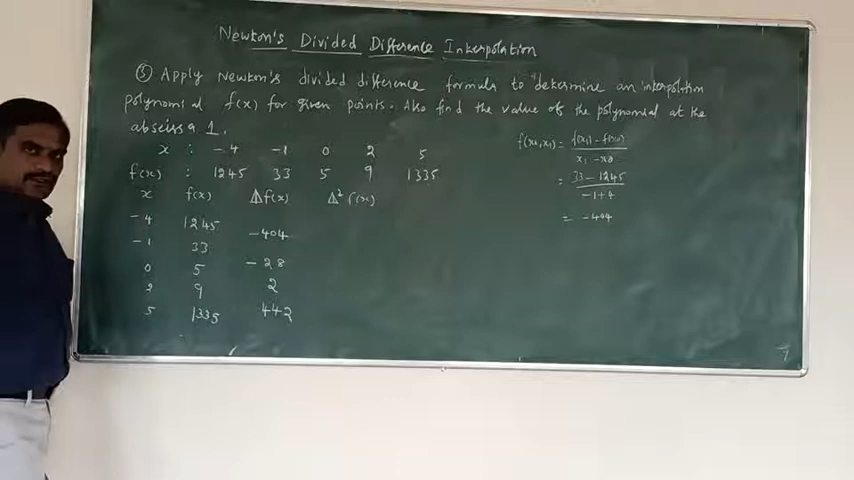 Newton's Divided Difference Interpolation
③ Apply Newton's divided difference formula to determine an interpolation
polynomial f(x) for given points. Also find the value of the polynomial at the
abscissa 1.
x : -4 -1 0 2 5
f(x) : 1245 33 5 9 1335
x f(x) Δf(x) Δ² f(x)
-4 1245
-404
-1 33
-28
0 5
2
2 9
442
5 1335
f(x0, x1) = f(x1) - f(x0)
x1 - x0
= 33 - 1245
-1+4
= -404